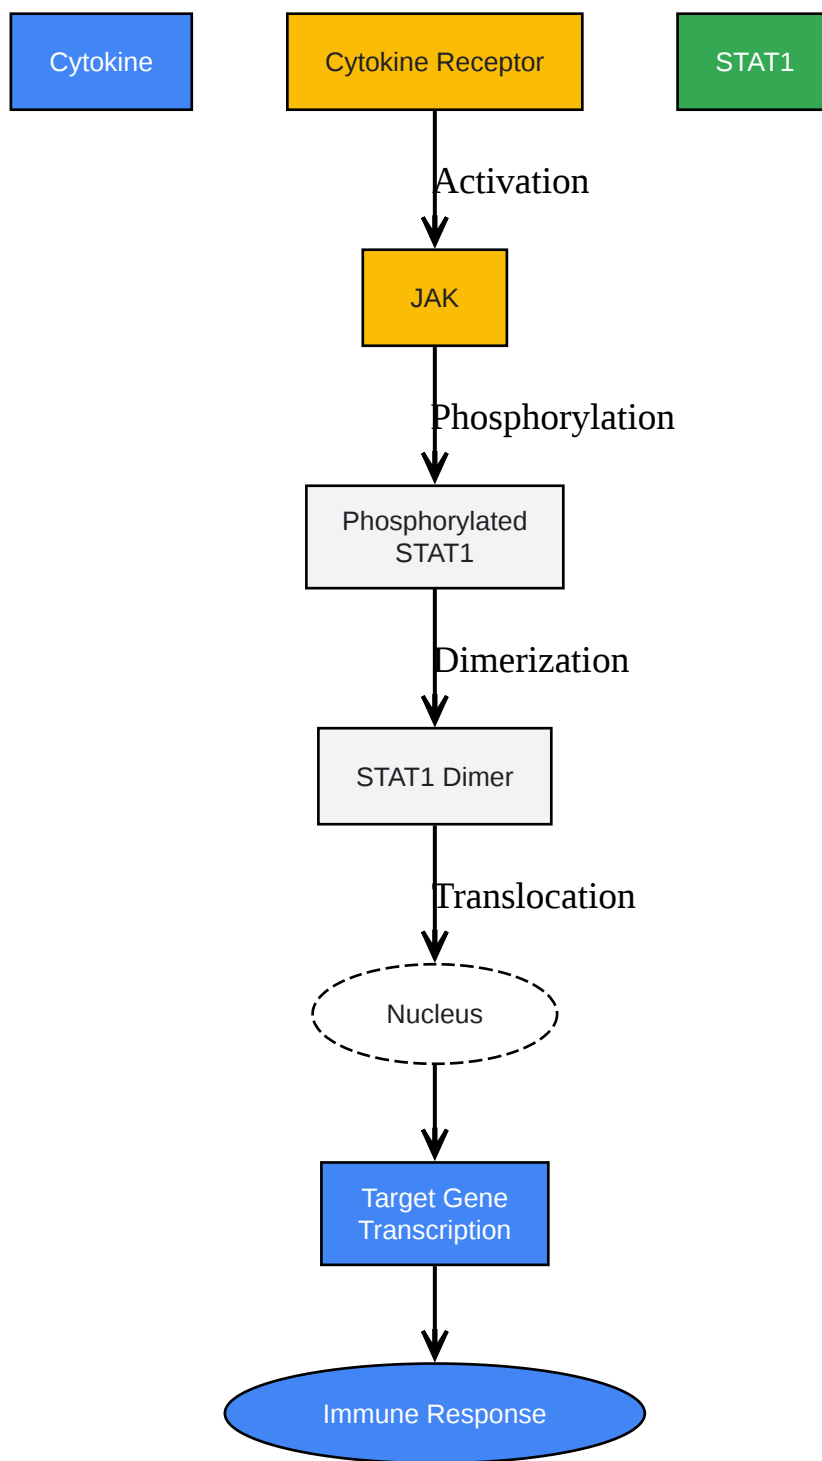 Cytokine
Cytokine Receptor
STAT1
Activation
JAK
Phosphorylation
Phosphorylated
STAT1
Dimerization
STAT1 Dimer
Translocation
Nucleus
Target Gene
Transcription
Immune Response